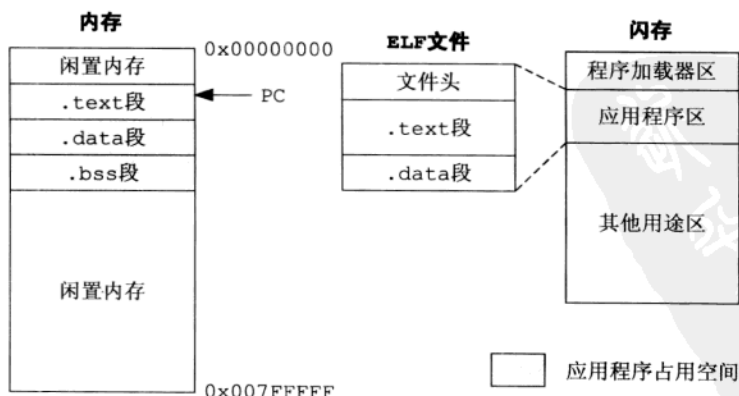 内存
0x00000000
闲置内存
.text段
PC
.data段
.bss段
闲置内存
0x007FFFFF
ELF文件
文件头
.text段
.data段
闪存
程序加载器区
应用程序区
其他用途区
应用程序占用空间